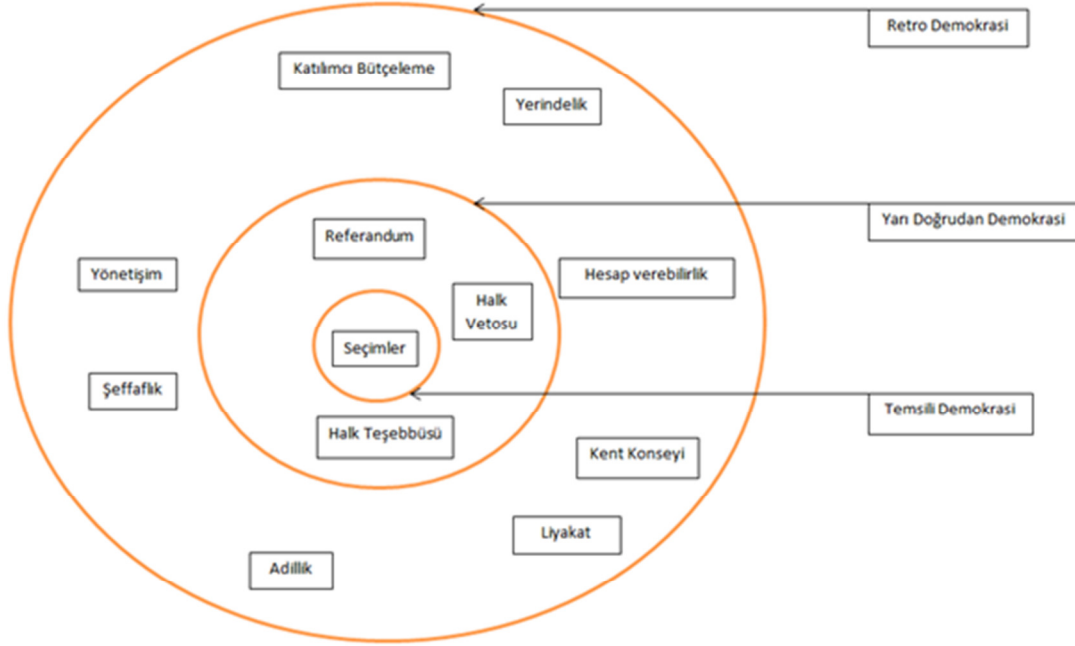 Retro Demokrasi
Katılımcı Bütçeleme
Yerindelik
Yarı Doğrudan Demokrasi
Referandum
Yönetişim
Hesap verebilirlik
Halk
Vetosu
Seçimler
Şeffaflık
Temsili Demokrasi
Halk Teşebbüsü
Kent Konseyi
Liyakat
Adillik